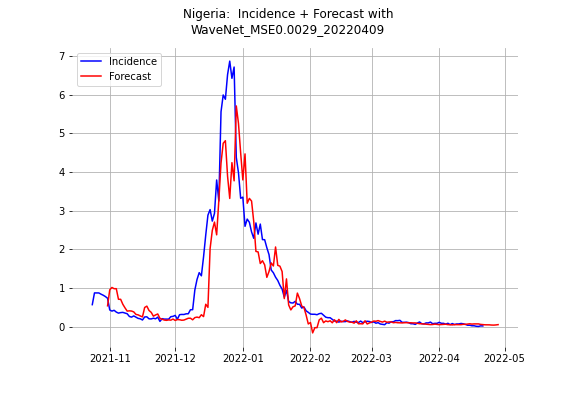 Nigeria:  Incidence + Forecast with
WaveNet_MSE0.0029_20220409
Incidence
Forecast
7
6
5
4
3
2
1
0
2021-11 2021-12 2022-01 2022-02 2022-03 2022-04 2022-05